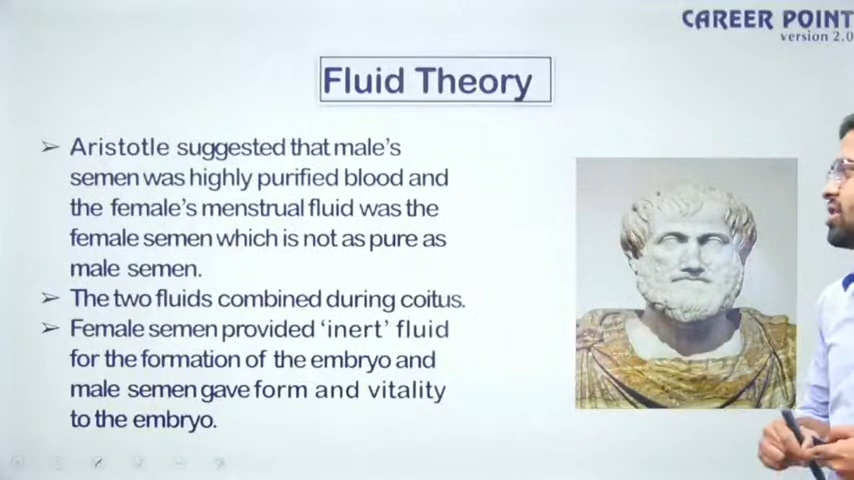 CAREER POINT
version 2.0
Fluid Theory
➢ Aristotle suggested that male's
semen was highly purified blood and
the female's menstrual fluid was the
female semen which is not as pure as
male semen.
➢ The two fluids combined during coitus.
➢ Female semen provided 'inert' fluid
for the formation of the embryo and
male semen gave form and vitality
to the embryo.